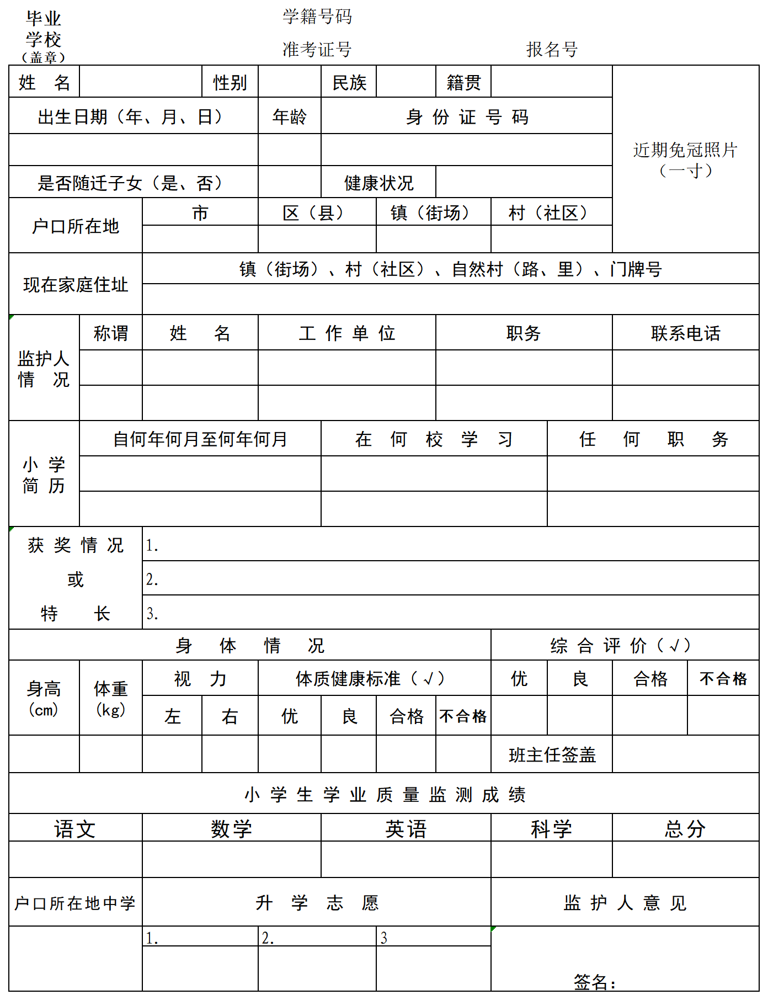 毕业
学校
（盖章）
学籍号码
准考证号 报名号
姓 名 性别 民族 籍贯
近期免冠照片
（一寸）
出生日期（年、月、日） 年龄 身 份 证 号 码
是否随迁子女（是、否） 健康状况
户口所在地 市 区（县） 镇（街场） 村（社区）
现在家庭住址 镇（街场）、村（社区）、自然村（路、里）、门牌号
监护人
情 况
称谓 姓 名 工 作 单 位 职务 联系电话
小 学
简 历
自何年何月至何年何月 在 何 校 学 习 任 何 职 务
获 奖 情 况
或
特 长
1.
2.
3.
身 体 情 况 综 合 评 价（√）
身高
(cm)
体重
(kg)
视 力 体质健康标准（√） 优 良 合格 不合格
左 右 优 良 合格 不合格
班主任签盖
小 学 生 学 业 质 量 监 测 成 绩
语文 数学 英语 科学 总分
户口所在地中学 升 学 志 愿 监 护 人 意 见
1. 2. 3
签名：